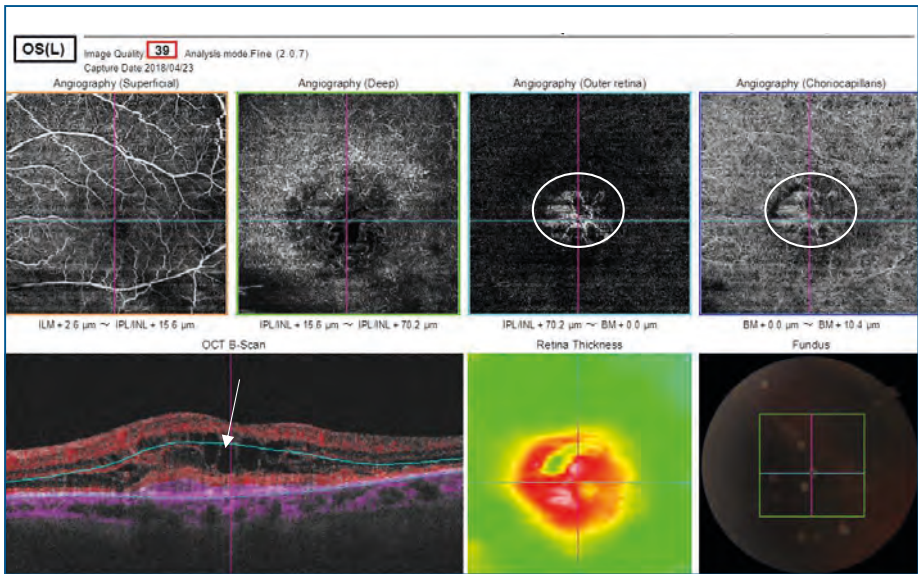 OS(L) Image Quality 39 Analysis mode:Fine (2.0.7)
Capture Date 2018/04/23
Angiography (Superficial) Angiography (Deep) Angiography (Outer retina) Angiography (Choriocapillaris)
ILM + 2.6 µm ～ IPL/INL + 15.6 µm IPL/INL + 15.6 µm ～ IPL/INL + 70.2 µm IPL/INL + 70.2 µm ～ BM + 0.0 µm BM + 0.0 µm ～ BM + 10.4 µm
OCT B-Scan Retina Thickness Fundus